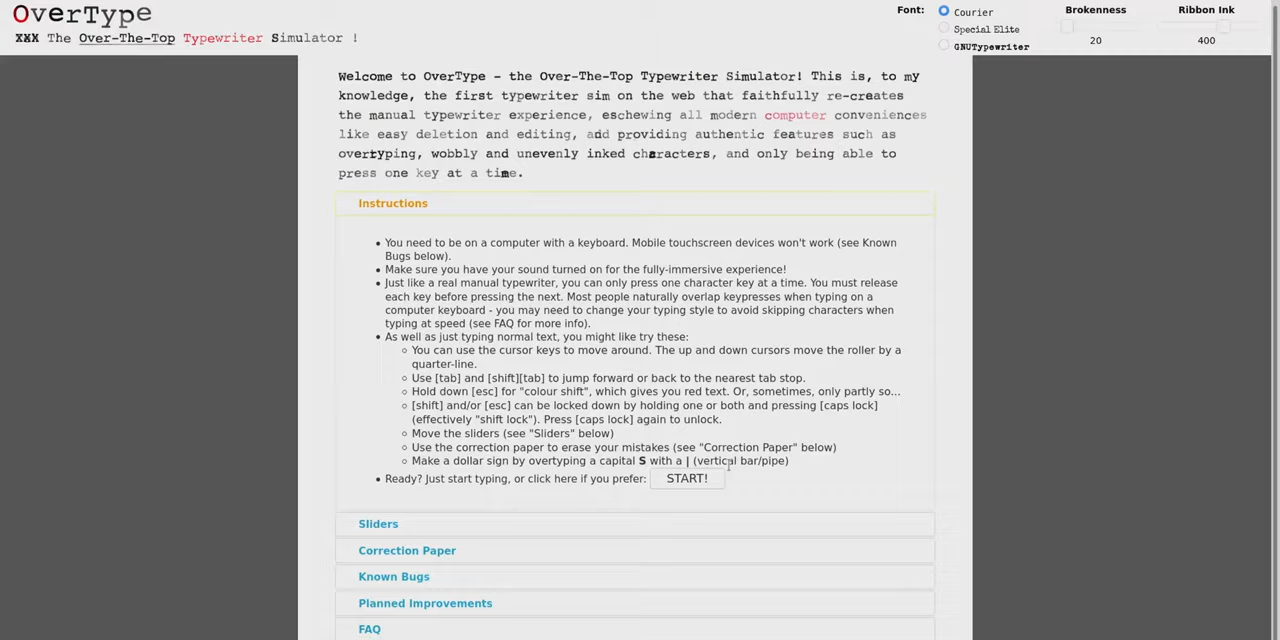 OverType
XXX The Over-The-Top Typewriter Simulator !
Font:
Courier
Special Elite
GNUTypewriter
Brokenness
20
Ribbon Ink
400
Welcome to OverType - the Over-The-Top Typewriter Simulator! This is, to my
knowledge, the first typewriter sim on the web that faithfully re-creates
the manual typewriter experience, eschewing all modern computer conveniences
like easy deletion and editing, and providing authentic features such as
overtyping, wobbly and unevenly inked characters, and only being able to
press one key at a time.
Instructions
• You need to be on a computer with a keyboard. Mobile touchscreen devices won't work (see Known
Bugs below).
• Make sure you have your sound turned on for the fully-immersive experience!
• Just like a real manual typewriter, you can only press one character key at a time. You must release
each key before pressing the next. Most people naturally overlap keypresses when typing on a
computer keyboard - you may need to change your typing style to avoid skipping characters when
typing at speed (see FAQ for more info).
• As well as just typing normal text, you might like try these:
◦ You can use the cursor keys to move around. The up and down cursors move the roller by a
quarter-line.
◦ Use [tab] and [shift][tab] to jump forward or back to the nearest tab stop.
◦ Hold down [esc] for "colour shift", which gives you red text. Or, sometimes, only partly so...
◦ [shift] and/or [esc] can be locked down by holding one or both and pressing [caps lock]
(effectively "shift lock"). Press [caps lock] again to unlock.
◦ Move the sliders (see "Sliders" below)
◦ Use the correction paper to erase your mistakes (see "Correction Paper" below)
◦ Make a dollar sign by overtyping a capital S with a | (vertical bar/pipe)
• Ready? Just start typing, or click here if you prefer: START!
Sliders
Correction Paper
Known Bugs
Planned Improvements
FAQ